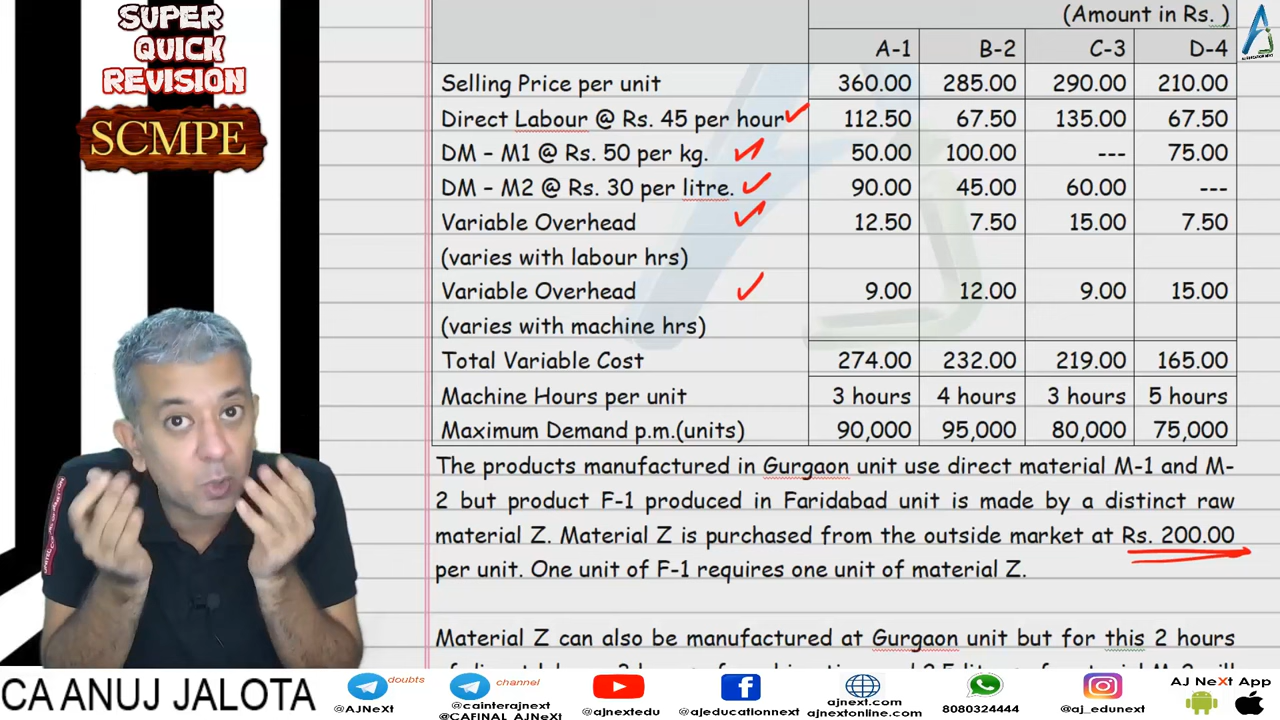 SUPER
QUICK
REVISION
SCMPE
(Amount in Rs. )
A-1 B-2 C-3 D-4
Selling Price per unit 360.00 285.00 290.00 210.00
Direct Labour @ Rs. 45 per hour 112.50 67.50 135.00 67.50
DM – M1 @ Rs. 50 per kg. 50.00 100.00 --- 75.00
DM – M2 @ Rs. 30 per litre. 90.00 45.00 60.00 ---
Variable Overhead 12.50 7.50 15.00 7.50
(varies with labour hrs)
Variable Overhead 9.00 12.00 9.00 15.00
(varies with machine hrs)
Total Variable Cost 274.00 232.00 219.00 165.00
Machine Hours per unit 3 hours 4 hours 3 hours 5 hours
Maximum Demand p.m.(units) 90,000 95,000 80,000 75,000
The products manufactured in Gurgaon unit use direct material M-1 and M-
2 but product F-1 produced in Faridabad unit is made by a distinct raw
material Z. Material Z is purchased from the outside market at Rs. 200.00
per unit. One unit of F-1 requires one unit of material Z.
Material Z can also be manufactured at Gurgaon unit but for this 2 hours
CA ANUJ JALOTA
doubts
@AJNeXt
channel
@cainterajnext
@CAFINAL_AJNeXt
@ajnextedu
@ajeducationnext
ajnext.com
ajnextonline.com
8080324444
@aj_edunext
AJ NeXt App